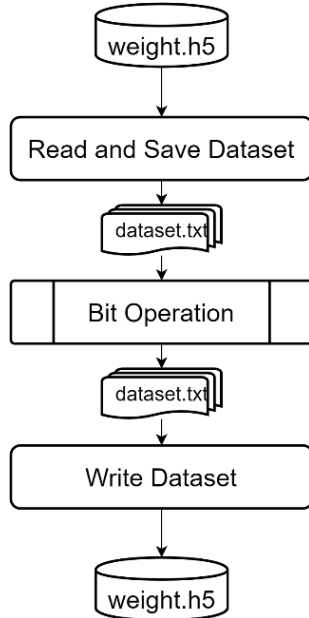 weight.h5
Read and Save Dataset
dataset.txt
Bit Operation
dataset.txt
Write Dataset
weight.h5